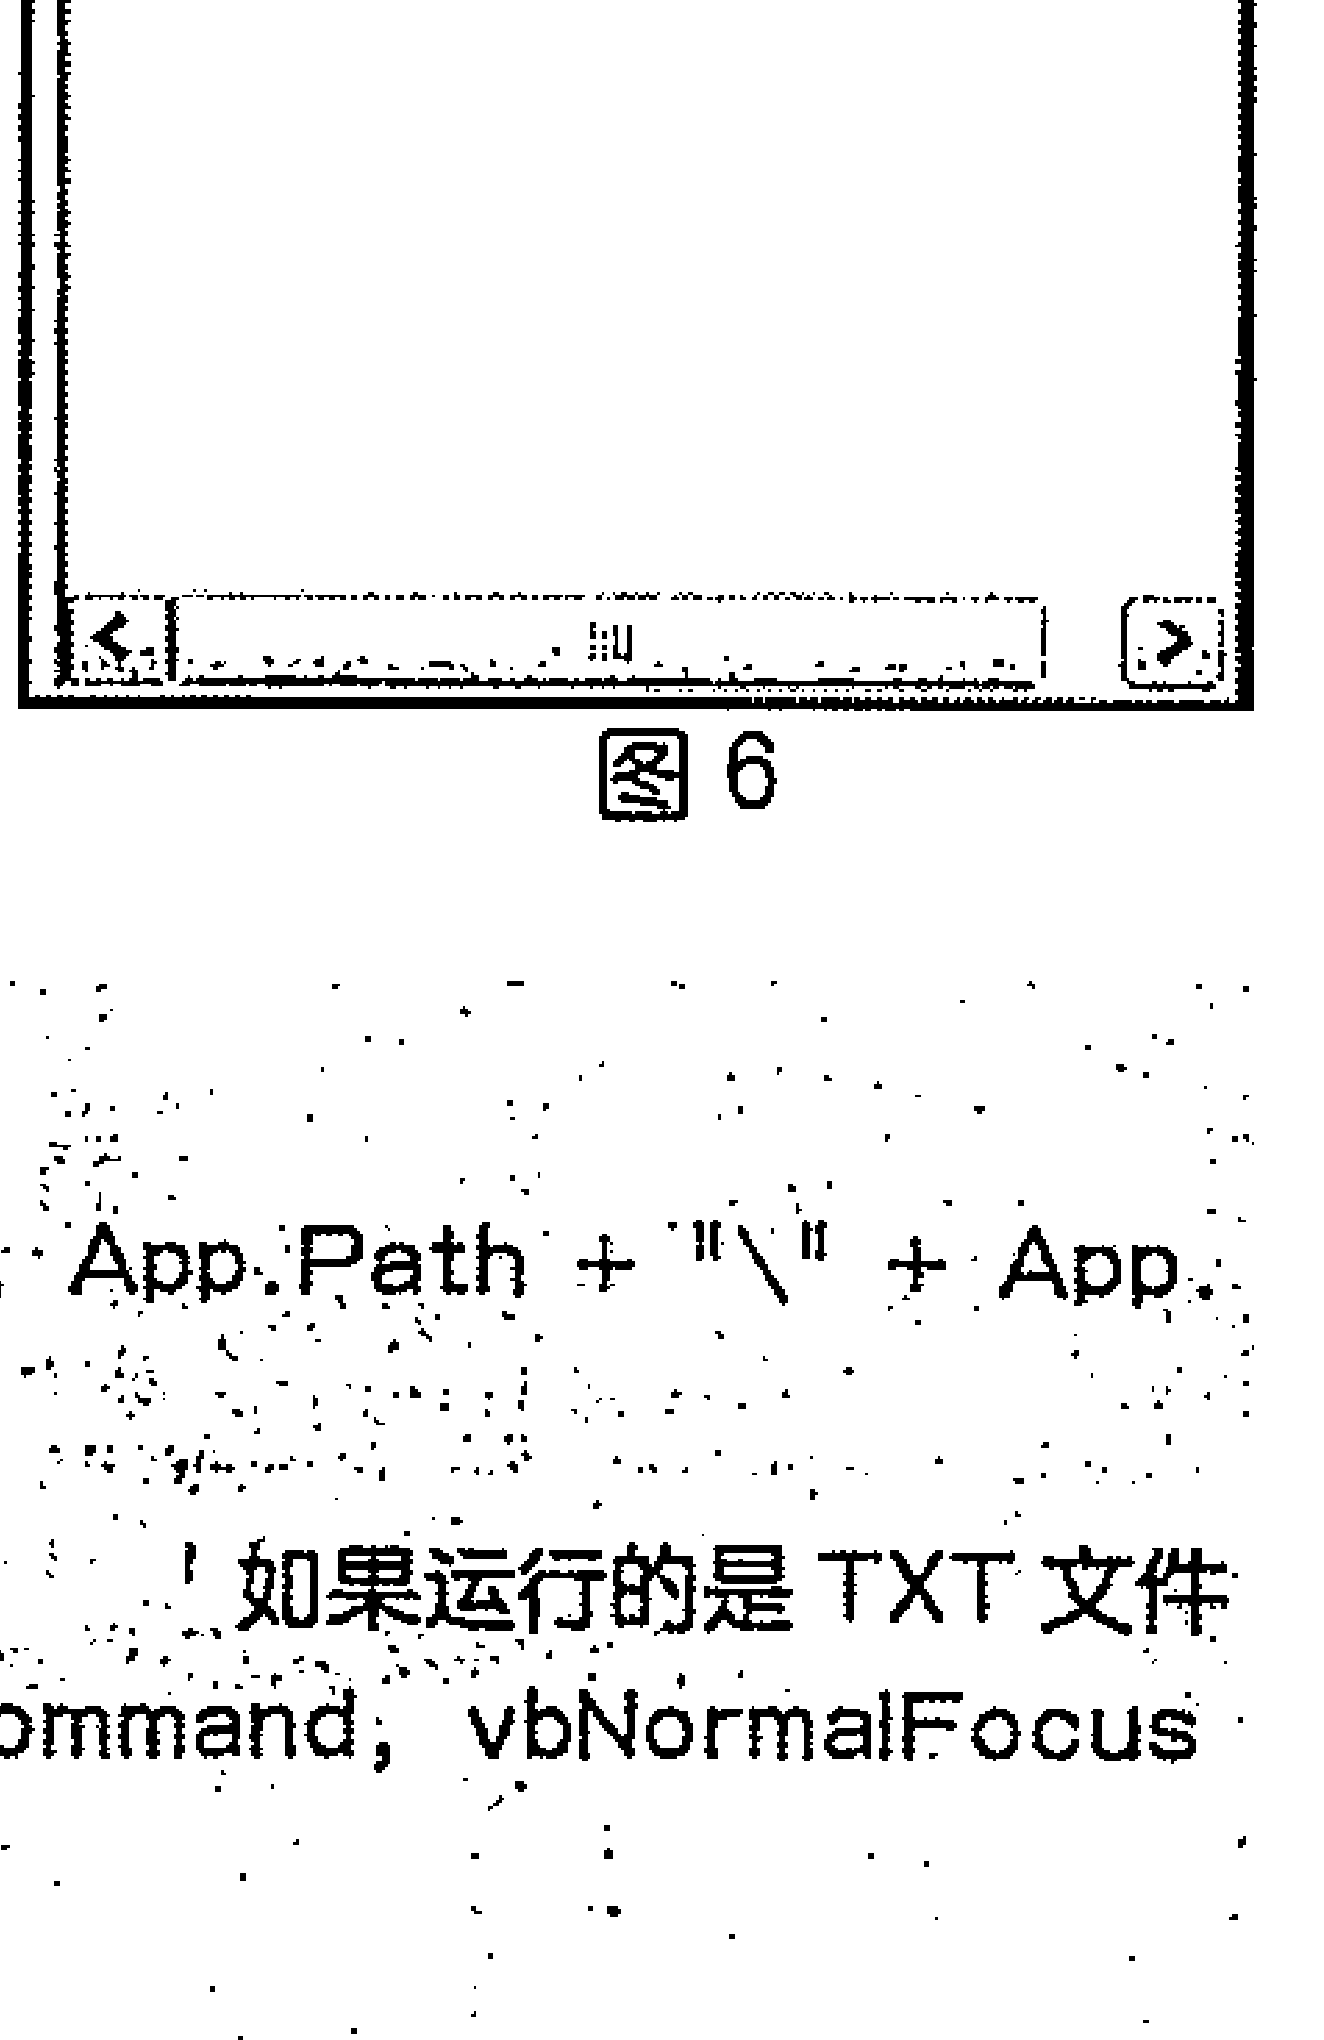 图 6
App.Path + "\" + App.
' 如果运行的是 TXT 文件
ommand, vbNormalFocus